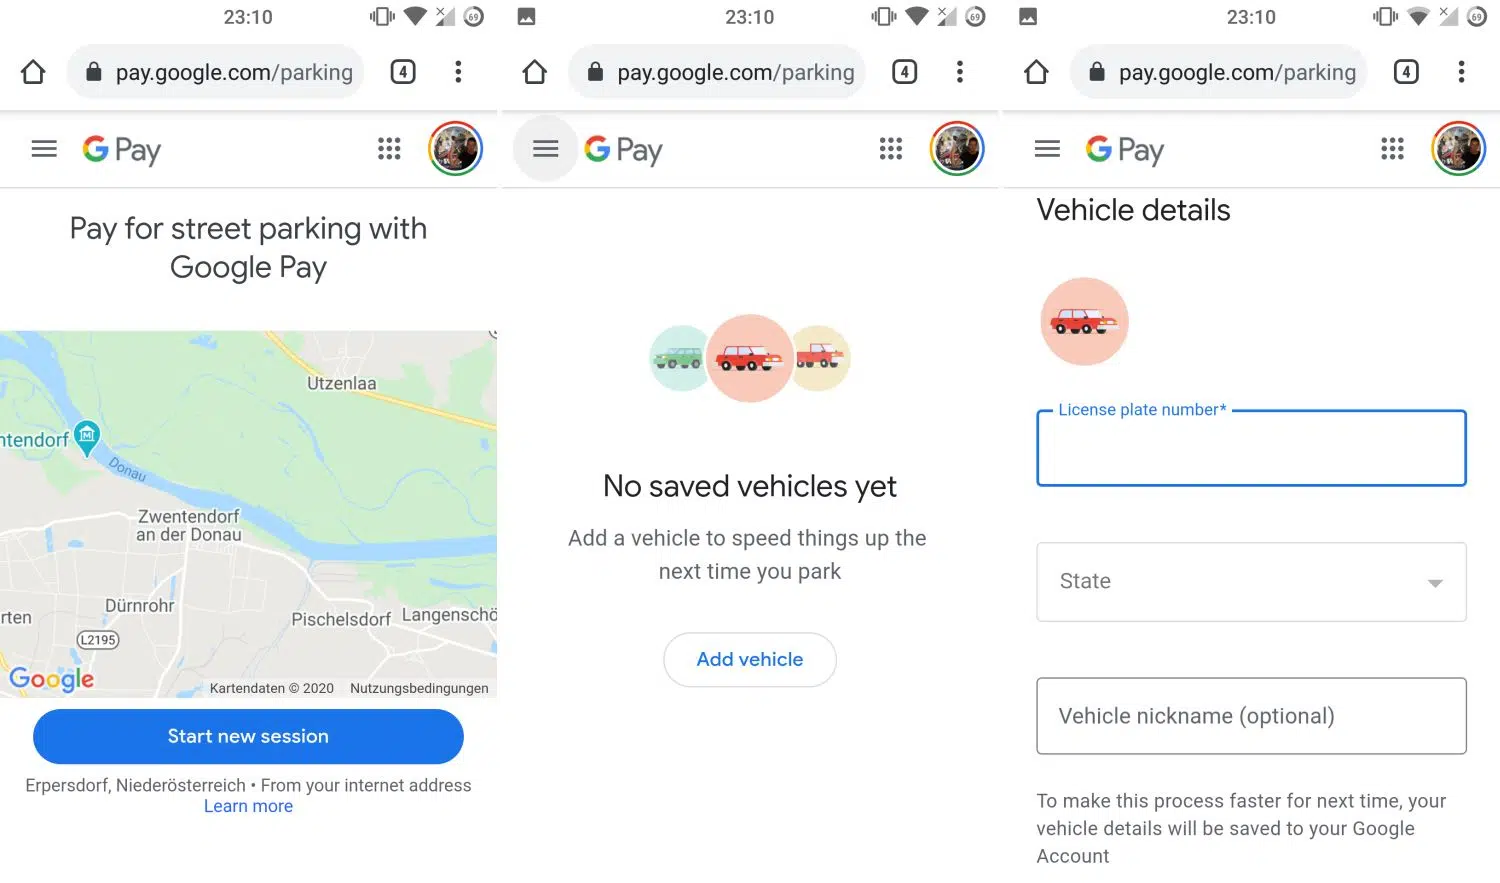 23:10
69
pay.google.com/parking
4
G Pay
Pay for street parking with
Google Pay
Utzenlaa
ntendorf
Donau
Zwentendorf
an der Donau
Dürnrohr
rten
Pischelsdorf
Langenschö
L2195
Google
Kartendaten © 2020
Nutzungsbedingungen
Start new session
Erpersdorf, Niederösterreich • From your internet address
Learn more
23:10
69
pay.google.com/parking
4
G Pay
No saved vehicles yet
Add a vehicle to speed things up the
next time you park
Add vehicle
23:10
69
pay.google.com/parking
4
G Pay
Vehicle details
License plate number*
State
Vehicle nickname (optional)
To make this process faster for next time, your
vehicle details will be saved to your Google
Account